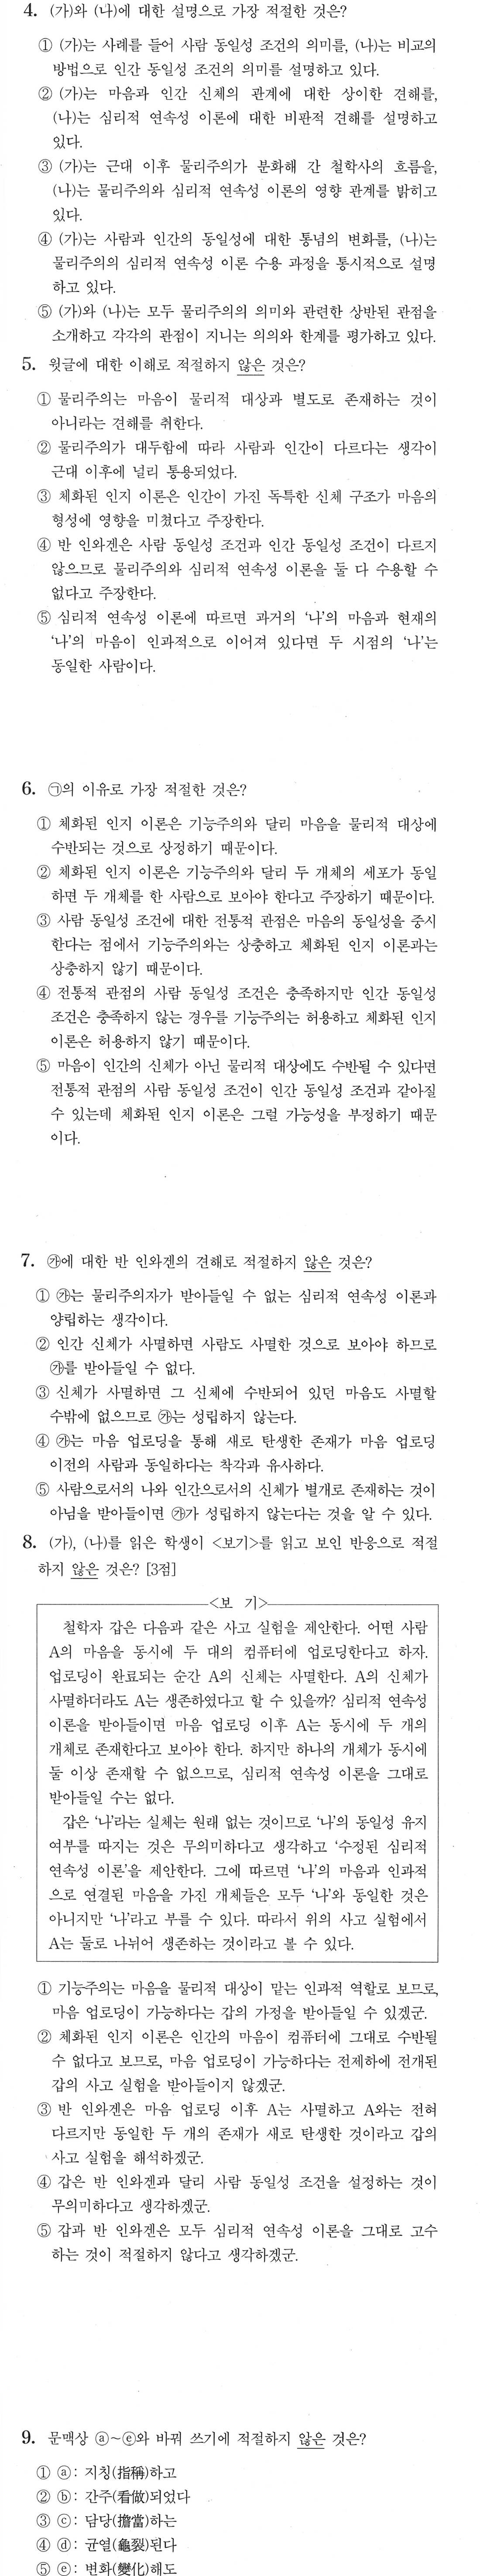 4. (가)와 (나)에 대한 설명으로 가장 적절한 것은?
① (가)는 사례를 들어 사람 동일성 조건의 의미를, (나)는 비교의
방법으로 인간 동일성 조건의 의미를 설명하고 있다.
② (가)는 마음과 인간 신체의 관계에 대한 상이한 견해를,
(나)는 심리적 연속성 이론에 대한 비판적 견해를 설명하고
있다.
③ (가)는 근대 이후 물리주의가 분화해 간 철학사의 흐름을,
(나)는 물리주의와 심리적 연속성 이론의 영향 관계를 밝히고
있다.
④ (가)는 사람과 인간의 동일성에 대한 통념의 변화를, (나)는
물리주의의 심리적 연속성 이론 수용 과정을 통시적으로 설명
하고 있다.
⑤ (가)와 (나)는 모두 물리주의의 의미와 관련한 상반된 관점을
소개하고 각각의 관점이 지니는 의의와 한계를 평가하고 있다.
5. 윗글에 대한 이해로 적절하지 않은 것은?
① 물리주의는 마음이 물리적 대상과 별도로 존재하는 것이
아니라는 견해를 취한다.
② 물리주의가 대두함에 따라 사람과 인간이 다르다는 생각이
근대 이후에 널리 통용되었다.
③ 체화된 인지 이론은 인간이 가진 독특한 신체 구조가 마음의
형성에 영향을 미쳤다고 주장한다.
④ 반 인와겐은 사람 동일성 조건과 인간 동일성 조건이 다르지
않으므로 물리주의와 심리적 연속성 이론을 둘 다 수용할 수
없다고 주장한다.
⑤ 심리적 연속성 이론에 따르면 과거의 ‘나’의 마음과 현재의
‘나’의 마음이 인과적으로 이어져 있다면 두 시점의 ‘나’는
동일한 사람이다.
6. ㉠의 이유로 가장 적절한 것은?
① 체화된 인지 이론은 기능주의와 달리 마음을 물리적 대상에
수반되는 것으로 상정하기 때문이다.
② 체화된 인지 이론은 기능주의와 달리 두 개체의 세포가 동일
하면 두 개체를 한 사람으로 보아야 한다고 주장하기 때문이다.
③ 사람 동일성 조건에 대한 전통적 관점은 마음의 동일성을 중시
한다는 점에서 기능주의와는 상충하고 체화된 인지 이론과는
상충하지 않기 때문이다.
④ 전통적 관점의 사람 동일성 조건은 충족하지만 인간 동일성
조건은 충족하지 않는 경우를 기능주의는 허용하고 체화된 인지
이론은 허용하지 않기 때문이다.
⑤ 마음이 인간의 신체가 아닌 물리적 대상에도 수반될 수 있다면
전통적 관점의 사람 동일성 조건이 인간 동일성 조건과 같아질
수 있는데 체화된 인지 이론은 그럴 가능성을 부정하기 때문
이다.
7. ㉮에 대한 반 인와겐의 견해로 적절하지 않은 것은?
① ㉮는 물리주의자가 받아들일 수 없는 심리적 연속성 이론과
양립하는 생각이다.
② 인간 신체가 사멸하면 사람도 사멸한 것으로 보아야 하므로
㉮를 받아들일 수 없다.
③ 신체가 사멸하면 그 신체에 수반되어 있던 마음도 사멸할
수밖에 없으므로 ㉮는 성립하지 않는다.
④ ㉮는 마음 업로딩을 통해 새로 탄생한 존재가 마음 업로딩
이전의 사람과 동일하다는 착각과 유사하다.
⑤ 사람으로서의 나와 인간으로서의 신체가 별개로 존재하는 것이
아님을 받아들이면 ㉮가 성립하지 않는다는 것을 알 수 있다.
8. (가), (나)를 읽은 학생이 <보기>를 읽고 보인 반응으로 적절
하지 않은 것은? [3점]
<보 기>
철학자 갑은 다음과 같은 사고 실험을 제안한다. 어떤 사람
A의 마음을 동시에 두 대의 컴퓨터에 업로딩한다고 하자.
업로딩이 완료되는 순간 A의 신체는 사멸한다. A의 신체가
사멸하더라도 A는 생존하였다고 할 수 있을까? 심리적 연속성
이론을 받아들이면 마음 업로딩 이후 A는 동시에 두 개의
개체로 존재한다고 보아야 한다. 하지만 하나의 개체가 동시에
둘 이상 존재할 수 없으므로, 심리적 연속성 이론을 그대로
받아들일 수는 없다.
갑은 ‘나’라는 실체는 원래 없는 것이므로 ‘나’의 동일성 유지
여부를 따지는 것은 무의미하다고 생각하고 ‘수정된 심리적
연속성 이론’을 제안한다. 그에 따르면 ‘나’의 마음과 인과적
으로 연결된 마음을 가진 개체들은 모두 ‘나’와 동일한 것은
아니지만 ‘나’라고 부를 수 있다. 따라서 위의 사고 실험에서
A는 둘로 나뉘어 생존하는 것이라고 볼 수 있다.
① 기능주의는 마음을 물리적 대상이 맡는 인과적 역할로 보므로,
마음 업로딩이 가능하다는 갑의 가정을 받아들일 수 있겠군.
② 체화된 인지 이론은 인간의 마음이 컴퓨터에 그대로 수반될
수 없다고 보므로, 마음 업로딩이 가능하다는 전제하에 전개된
갑의 사고 실험을 받아들이지 않겠군.
③ 반 인와겐은 마음 업로딩 이후 A는 사멸하고 A와는 전혀
다르지만 동일한 두 개의 존재가 새로 탄생한 것이라고 갑의
사고 실험을 해석하겠군.
④ 갑은 반 인와겐과 달리 사람 동일성 조건을 설정하는 것이
무의미하다고 생각하겠군.
⑤ 갑과 반 인와겐은 모두 심리적 연속성 이론을 그대로 고수
하는 것이 적절하지 않다고 생각하겠군.
9. 문맥상 ⓐ~ⓔ와 바꿔 쓰기에 적절하지 않은 것은?
① ⓐ: 지칭(指稱)하고
② ⓑ: 간주(看做)되었다
③ ⓒ: 담당(擔當)하는
④ ⓓ: 균열(龜裂)된다
⑤ ⓔ: 변화(變化)해도